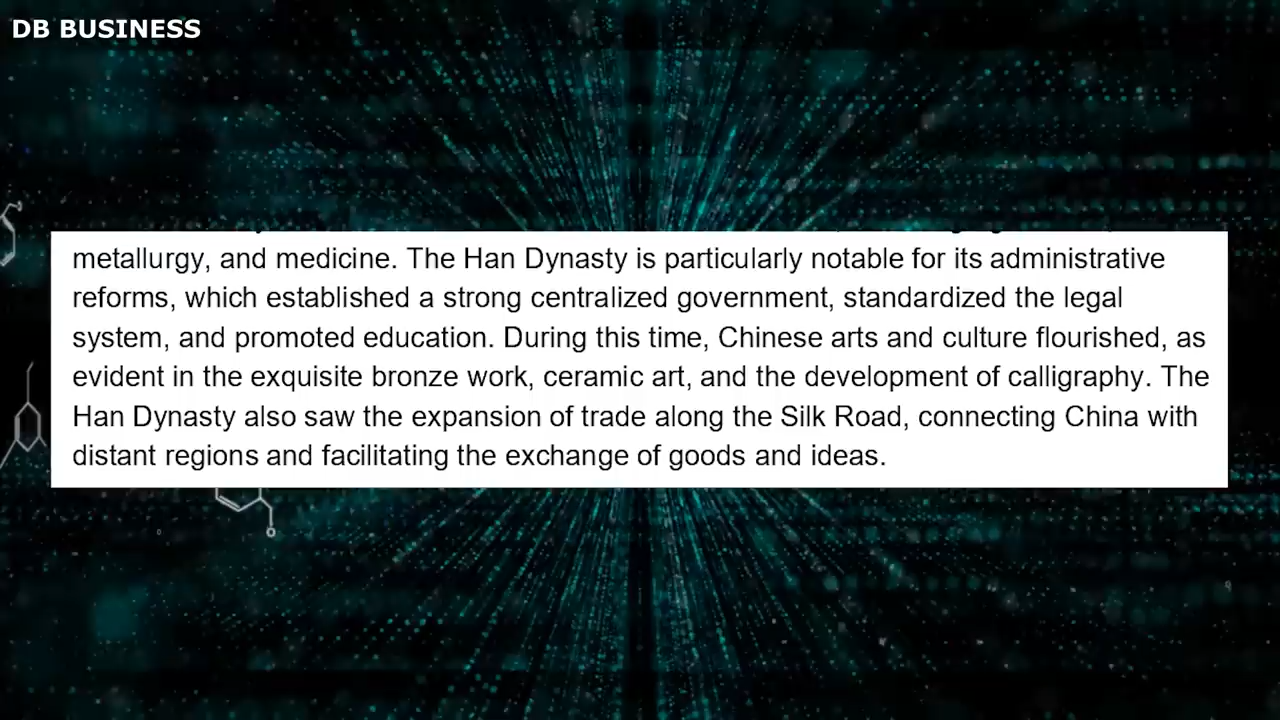 DB BUSINESS
metallurgy, and medicine. The Han Dynasty is particularly notable for its administrative
reforms, which established a strong centralized government, standardized the legal
system, and promoted education. During this time, Chinese arts and culture flourished, as
evident in the exquisite bronze work, ceramic art, and the development of calligraphy. The
Han Dynasty also saw the expansion of trade along the Silk Road, connecting China with
distant regions and facilitating the exchange of goods and ideas.